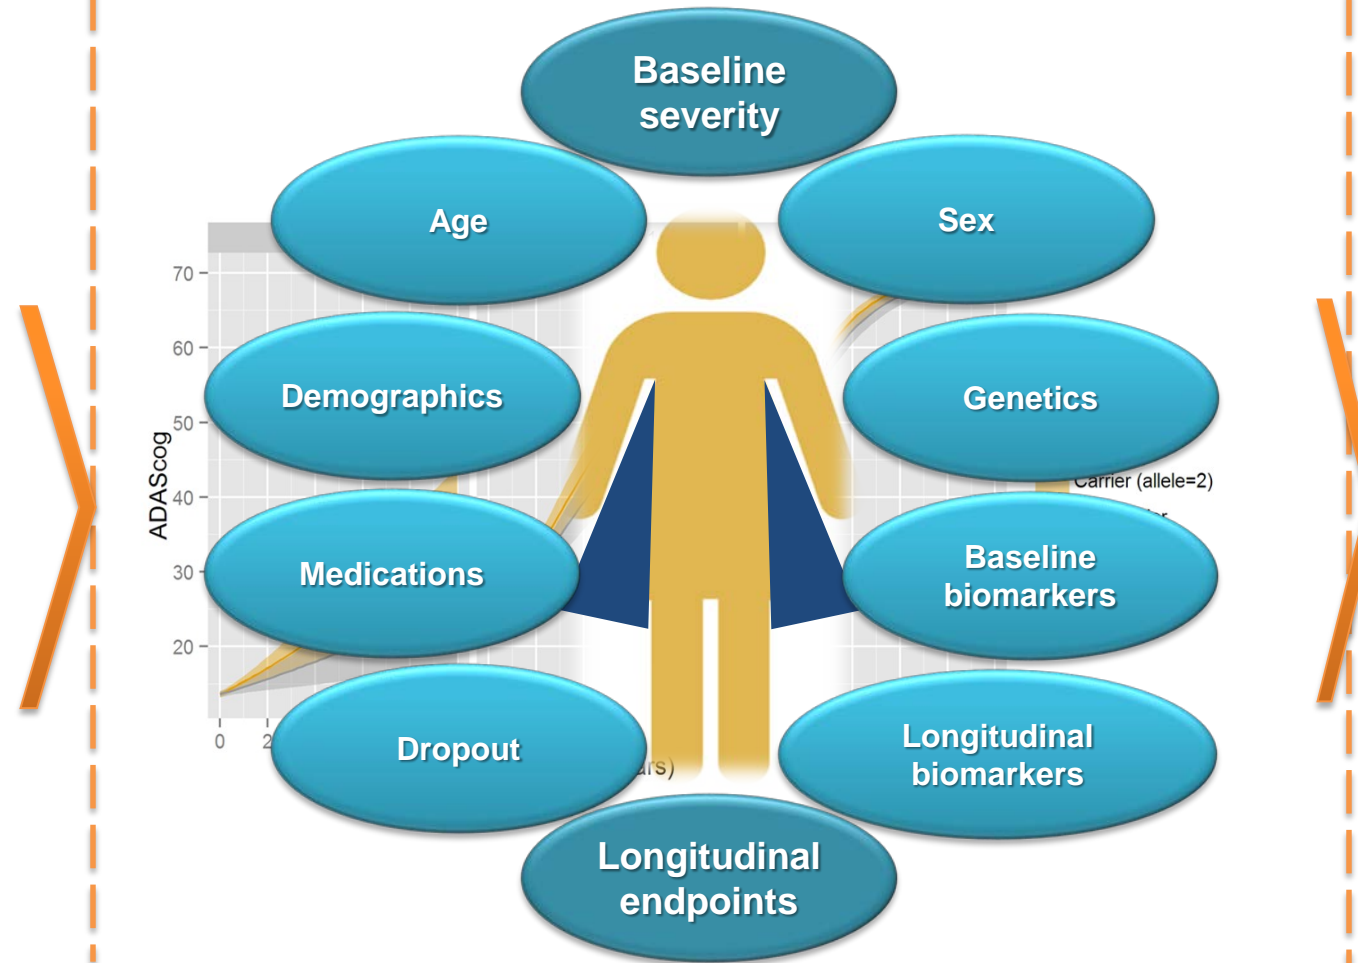 Baseline
severity
Age
Sex
70
60
Demographics
Genetics
50
ADAScog
40
Carrier (allele=2)
Medications
Baseline
biomarkers
30
20
0
2
Dropout
Longitudinal
biomarkers
Longitudinal
endpoints